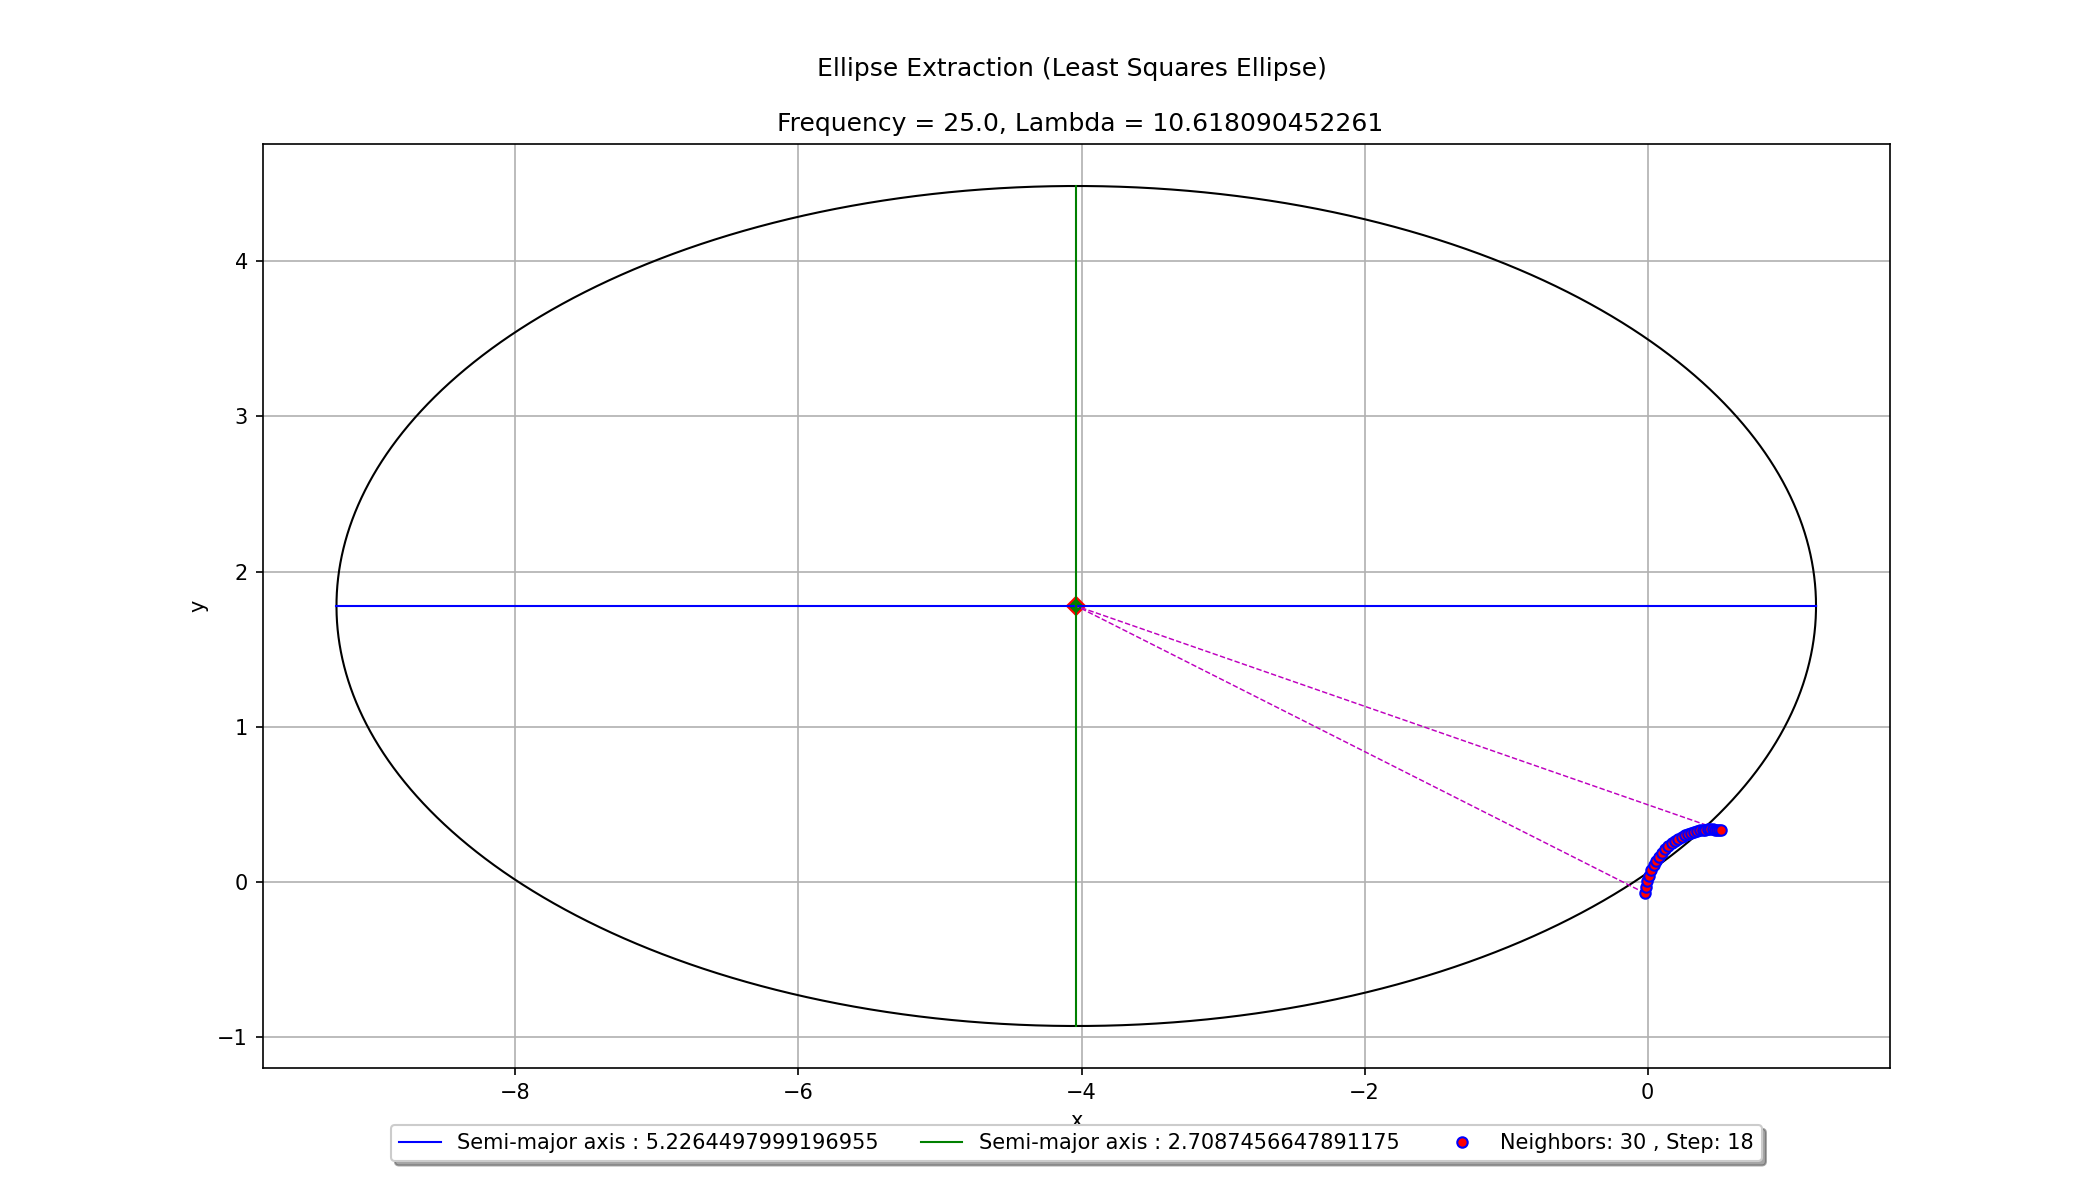 Ellipse Extraction (Least Squares Ellipse)
Frequency = 25.0, Lambda = 10.618090452261
y
4
3
2
1
0
−1
−8
−6
−4
−2
0
x
Semi-major axis : 5.2264497999196955
Semi-major axis : 2.7087456647891175
Neighbors: 30 , Step: 18